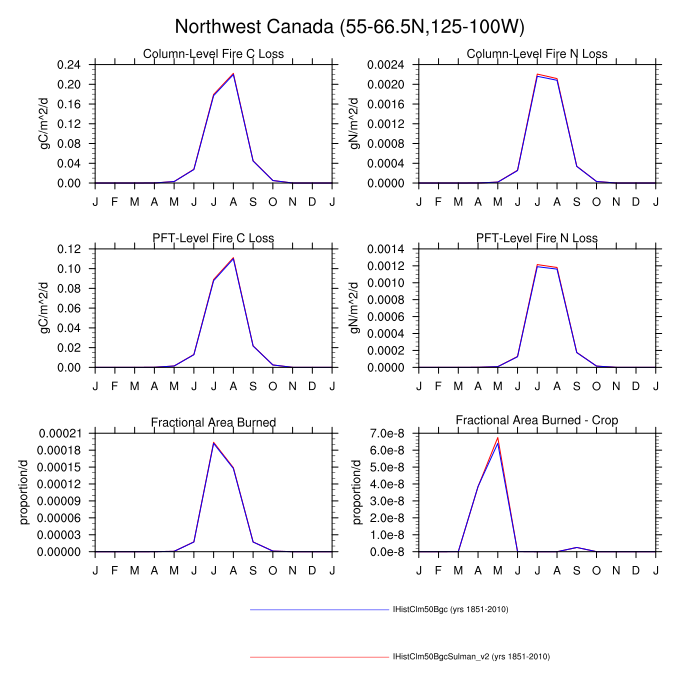 Northwest Canada (55-66.5N,125-100W)
Column-Level Fire C Loss
gC/m^2/d
0.24
0.20
0.16
0.12
0.08
0.04
0.00
J F M A M J J A S O N D J
Column-Level Fire N Loss
gN/m^2/d
0.0024
0.0020
0.0016
0.0012
0.0008
0.0004
0.0000
J F M A M J J A S O N D J
PFT-Level Fire C Loss
gC/m^2/d
0.12
0.10
0.08
0.06
0.04
0.02
0.00
J F M A M J J A S O N D J
PFT-Level Fire N Loss
gN/m^2/d
0.0014
0.0012
0.0010
0.0008
0.0006
0.0004
0.0002
0.0000
J F M A M J J A S O N D J
Fractional Area Burned
proportion/d
0.00021
0.00018
0.00015
0.00012
0.00009
0.00006
0.00003
0.00000
J F M A M J J A S O N D J
Fractional Area Burned - Crop
proportion/d
7.0e-8
6.0e-8
5.0e-8
4.0e-8
3.0e-8
2.0e-8
1.0e-8
0.0e-8
J F M A M J J A S O N D J
IHistClm50Bgc (yrs 1851-2010)
IHistClm50BgcSulman_v2 (yrs 1851-2010)